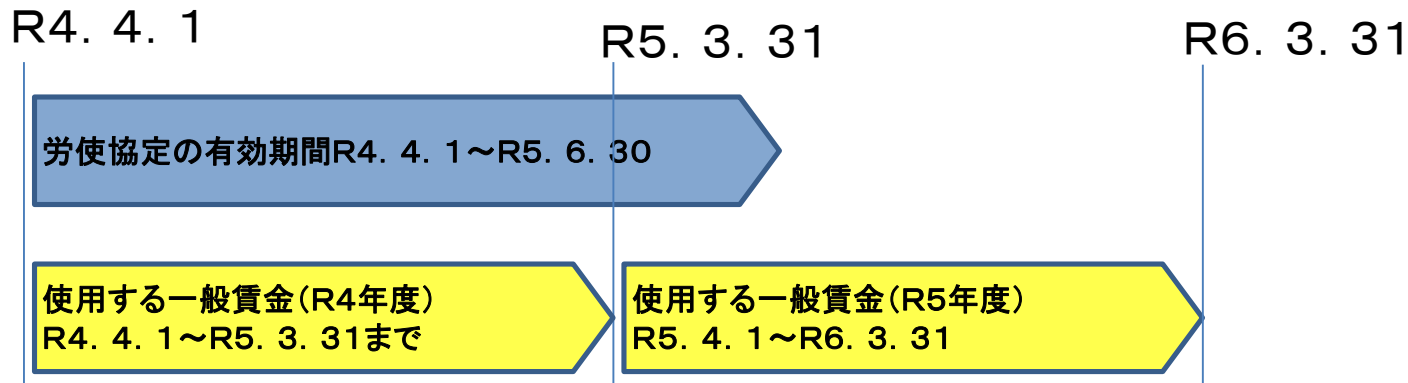 R4. 4. 1
R5. 3. 31
R6. 3. 31
労使協定の有効期間R4. 4. 1～R5. 6. 30
使用する一般賃金(R4年度)
R4. 4. 1～R5. 3. 31まで
使用する一般賃金(R5年度)
R5. 4. 1～R6. 3. 31